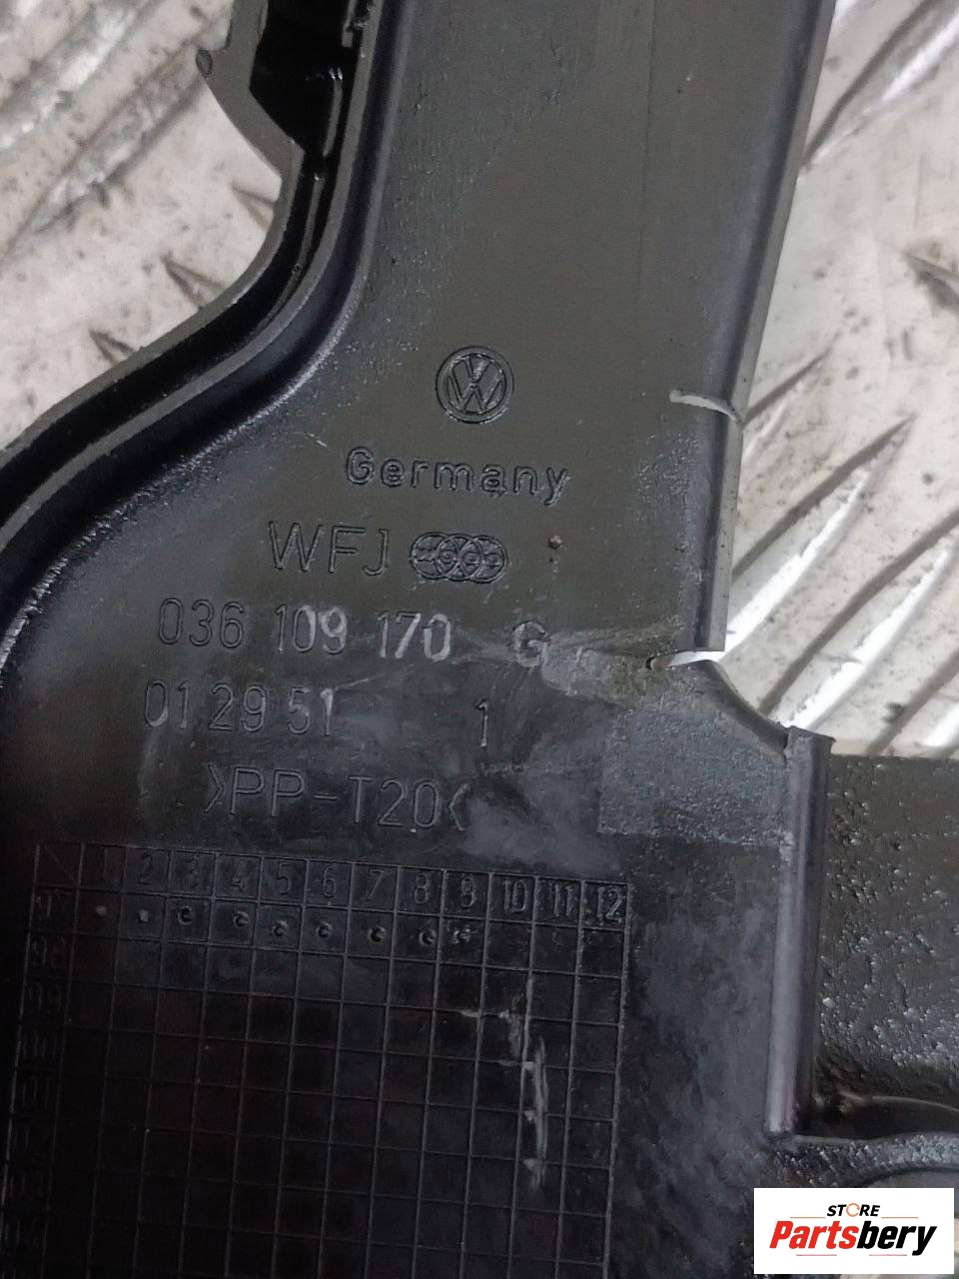 Germany
WFJ
036 109 170 G
01 29 51 1
>PP-T20<
1 2 3 4 5 6 7 8 9 10 11 12
STORE
Partsbery